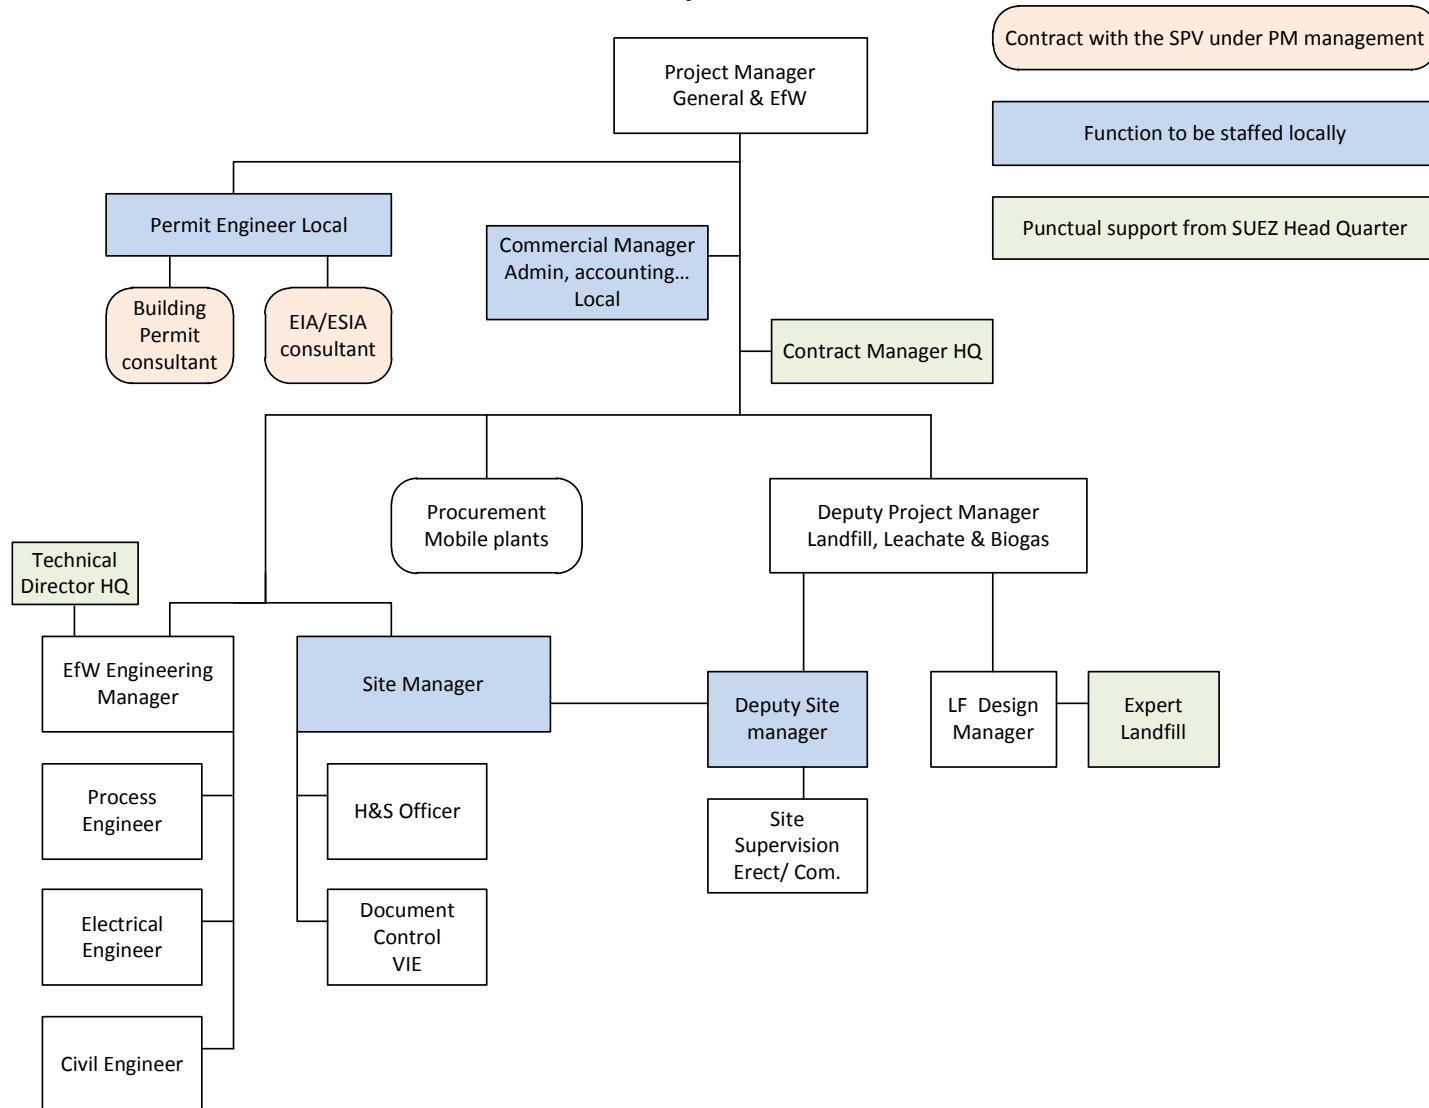 Contract with the SPV under PM management
Project Manager
General & EfW
Function to be staffed locally
Permit Engineer Local
Commercial Manager
Admin, accounting...
Local
Punctual support from SUEZ Head Quarter
Building
Permit
consultant
EIA/ESIA
consultant
Contract Manager HQ
Procurement
Mobile plants
Deputy Project Manager
Landfill, Leachate & Biogas
Technical
Director HQ
EfW Engineering
Manager
Site Manager
Deputy Site
manager
LF Design
Manager
Expert
Landfill
Process
Engineer
H&S Officer
Site
Supervision
Erect/ Com.
Electrical
Engineer
Document
Control
VIE
Civil Engineer